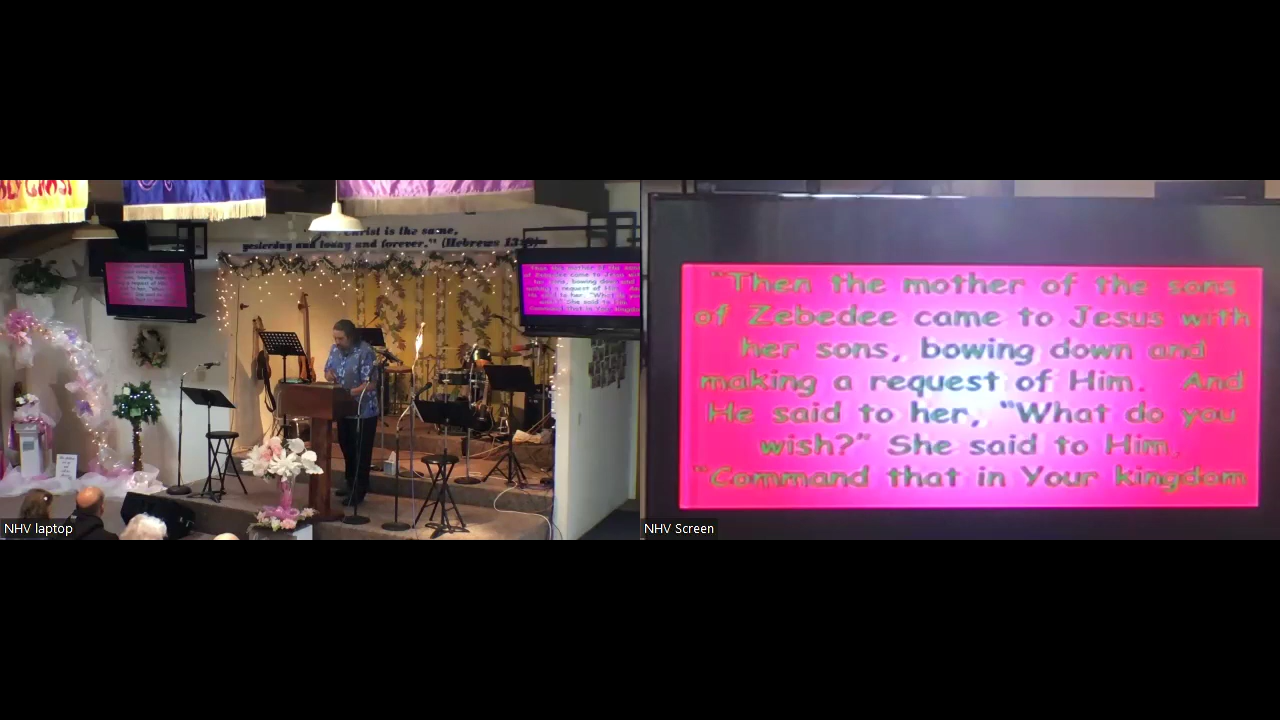 Christ is the same,
yesterday and today and forever." (Hebrews 13:8)
"Then the mother of the sons
of Zebedee came to Jesus with
her sons, bowing down and
making a request of Him. And
He said to her, "What do you
wish?" She said to Him,
"Command that in Your kingdom
NHV laptop
NHV Screen